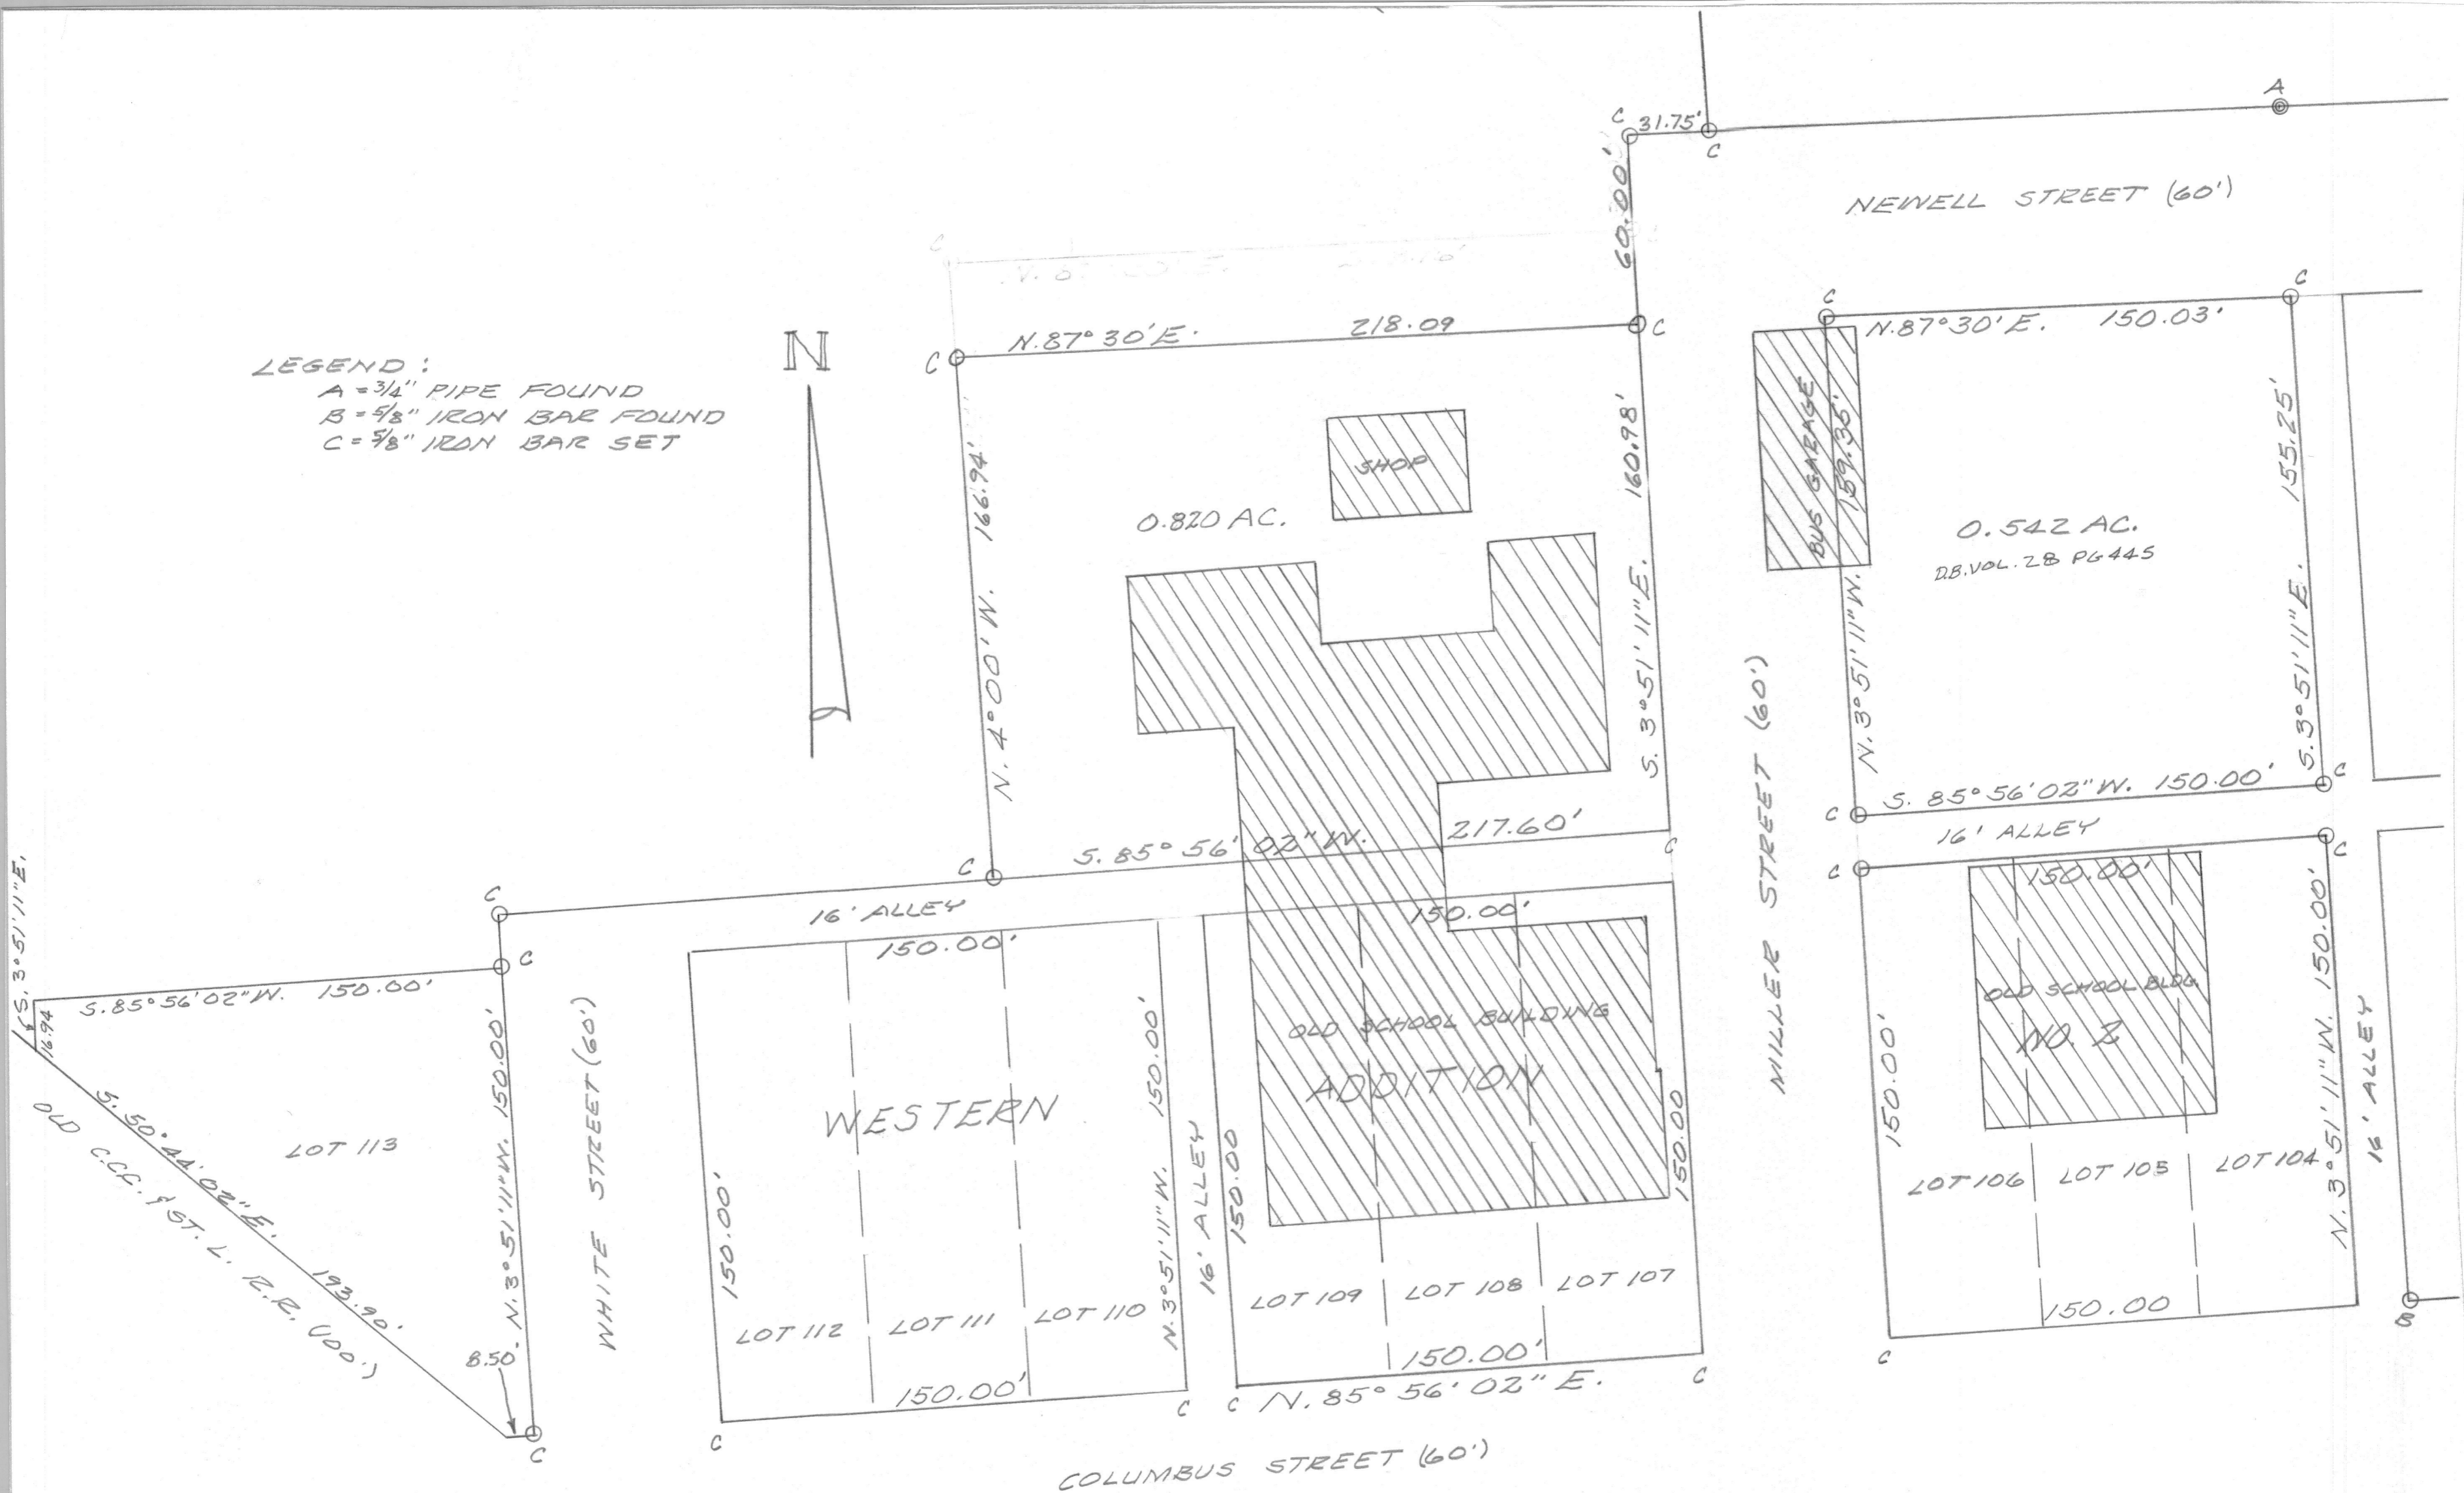 A
C 31.75'
C
60.00'
NEWELL STREET (60')
C
C
N. 87° 30' E. 218.09
C
C
C
N. 87° 30' E. 150.03'
C
LEGEND :
A = 3/4" PIPE FOUND
B = 5/8" IRON BAR FOUND
C = 5/8" IRON BAR SET
N
N. 4° 00' W. 166.94'
0.820 AC.
SHOP
S. 3° 51' 11" E. 160.98'
BUS GARAGE
159.35'
N. 3° 51' 11" W.
0.542 AC.
D.B. VOL. 28 PG 445
S. 3° 51' 11" E. 155.25'
MILLER STREET (60')
C
S. 85° 56' 02" W. 150.00'
C
16' ALLEY
C
C
150.00'
C
S. 85° 56' 02" W. 217.60'
C
C
16' ALLEY
C
S. 3° 51' 11" E.
16.94
S. 85° 56' 02" W. 150.00'
N. 3° 51' 11" W. 150.00'
LOT 113
S. 50° 44' 02" E. 193.90'
OLD C.C.C. & ST. L. R.R. (100')
8.50'
C
WHITE STREET (60')
150.00'
150.00'
WESTERN
LOT 112
LOT 111
LOT 110
150.00'
C
C
N. 3° 51' 11" W. 150.00'
16' ALLEY
150.00
150.00'
OLD SCHOOL BUILDING
ADDITION
150.00
LOT 109
LOT 108
LOT 107
150.00'
C N. 85° 56' 02" E.
C
150.00'
OLD SCHOOL BLDG.
NO. 2
LOT 106
LOT 105
LOT 104
N. 3° 51' 11" W. 150.00'
16' ALLEY
150.00
C
B
COLUMBUS STREET (60')